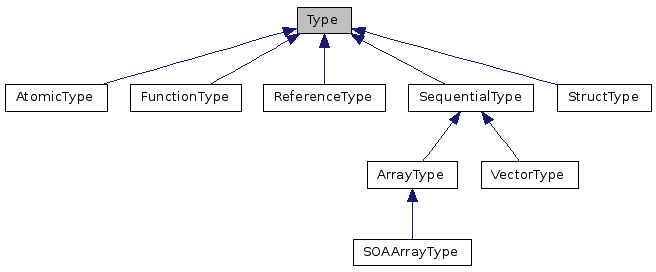 Type
AtomicType
FunctionType
ReferenceType
SequentialType
StructType
ArrayType
VectorType
SOAArrayType